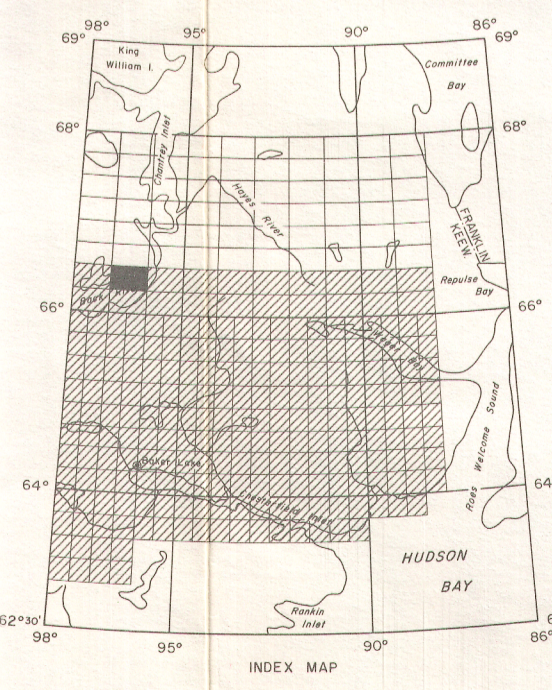 98°
95°
90°
86°
69°
69°
King
William I.
Committee
Bay
68°
68°
Chantrey Inlet
Hayes River
FRANKLIN
KEEW.
Repulse
Bay
Back
66°
66°
Wager Bay
Roes Welcome Sound
Baker Lake
64°
64
Chesterfield Inlet
HUDSON
BAY
Rankin
Inlet
62°30'
98°
95°
90°
86°
INDEX MAP